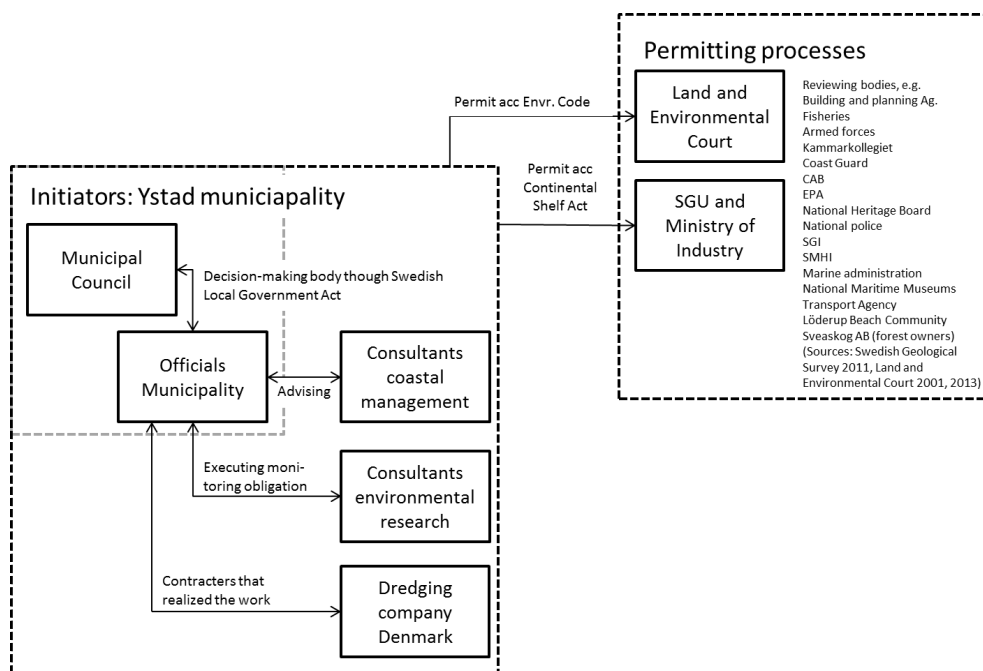 Permitting processes
Land and
Environmental
Court
SGU and
Ministry of
Industry
Reviewing bodies, e.g.
Building and planning Ag.
Fisheries
Armed forces
Kammarkollegiet
Coast Guard
CAB
EPA
National Heritage Board
National police
SGI
SMHI
Marine administration
National Maritime Museums
Transport Agency
Löderup Beach Community
Sveaskog AB (forest owners)
(Sources: Swedish Geological
Survey 2011, Land and
Environmental Court 2001, 2013)
Permit acc Envr. Code
Permit acc
Continental
Shelf Act
Initiators: Ystad municiapality
Municipal
Council
Decision-making body though Swedish
Local Government Act
Officials
Municipality
Advising
Consultants
coastal
management
Executing moni-
toring obligation
Consultants
environmental
research
Contracters that
realized the work
Dredging
company
Denmark